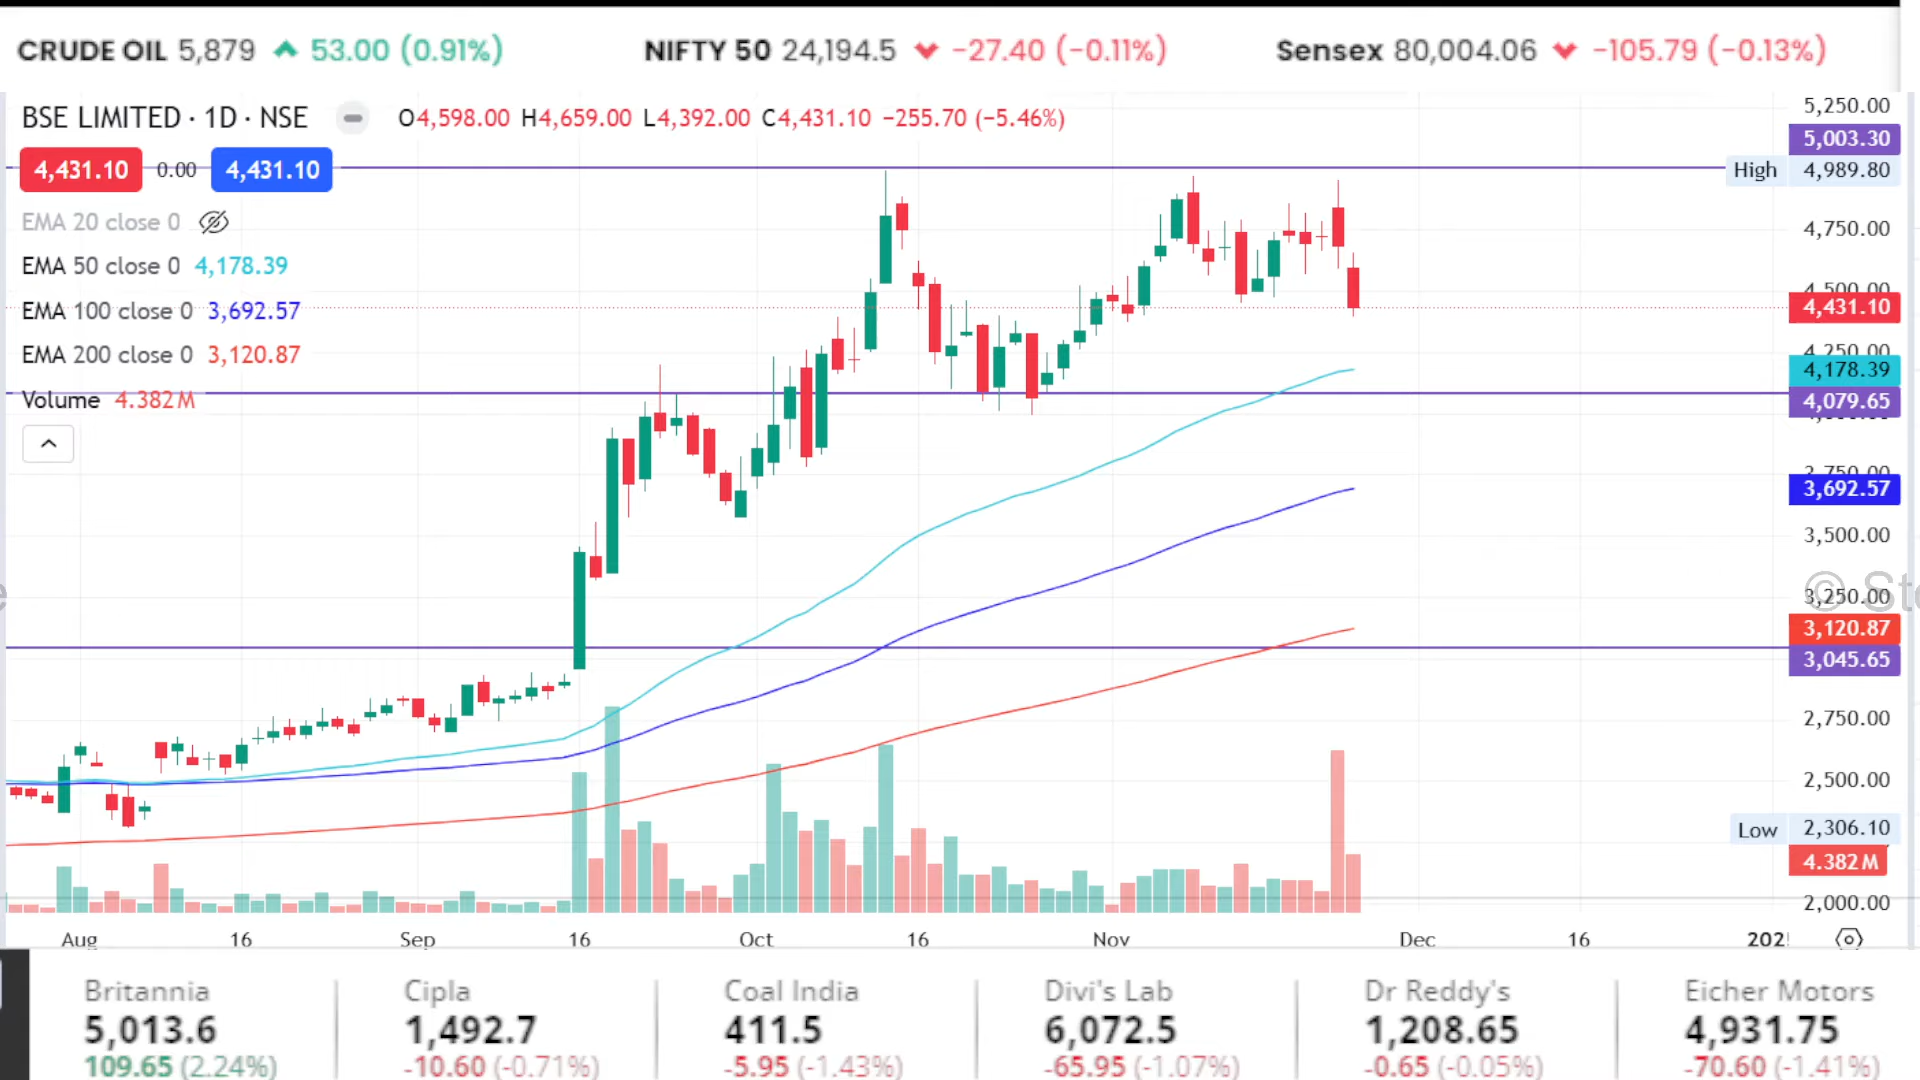 CRUDE OIL 5,879 53.00 (0.91%) NIFTY 50 24,194.5 −27.40 (−0.11%) Sensex 80,004.06 −105.79 (−0.13%)
BSE LIMITED · 1D · NSE O4,598.00 H4,659.00 L4,392.00 C4,431.10 −255.70 (−5.46%)
4,431.10 0.00 4,431.10
EMA 20 close 0
EMA 50 close 0 4,178.39
EMA 100 close 0 3,692.57
EMA 200 close 0 3,120.87
Volume 4.382M
5,250.00
5,003.30
High 4,989.80
4,750.00
4,500.00
4,431.10
4,250.00
4,178.39
4,079.65
3,750.00
3,692.57
3,500.00
3,250.00
3,120.87
3,045.65
2,750.00
2,500.00
Low 2,306.10
4.382M
2,000.00
Aug 16 Sep 16 Oct 16 Nov Dec 16
Britannia Cipla Coal India Divi's Lab Dr Reddy's Eicher Motors
5,013.6 1,492.7 411.5 6,072.5 1,208.65 4,931.75
109.65 (2.24%) -10.60 (-0.71%) -5.95 (-1.43%) -65.95 (-1.07%) -0.65 (-0.05%) -70.60 (-1.41%)